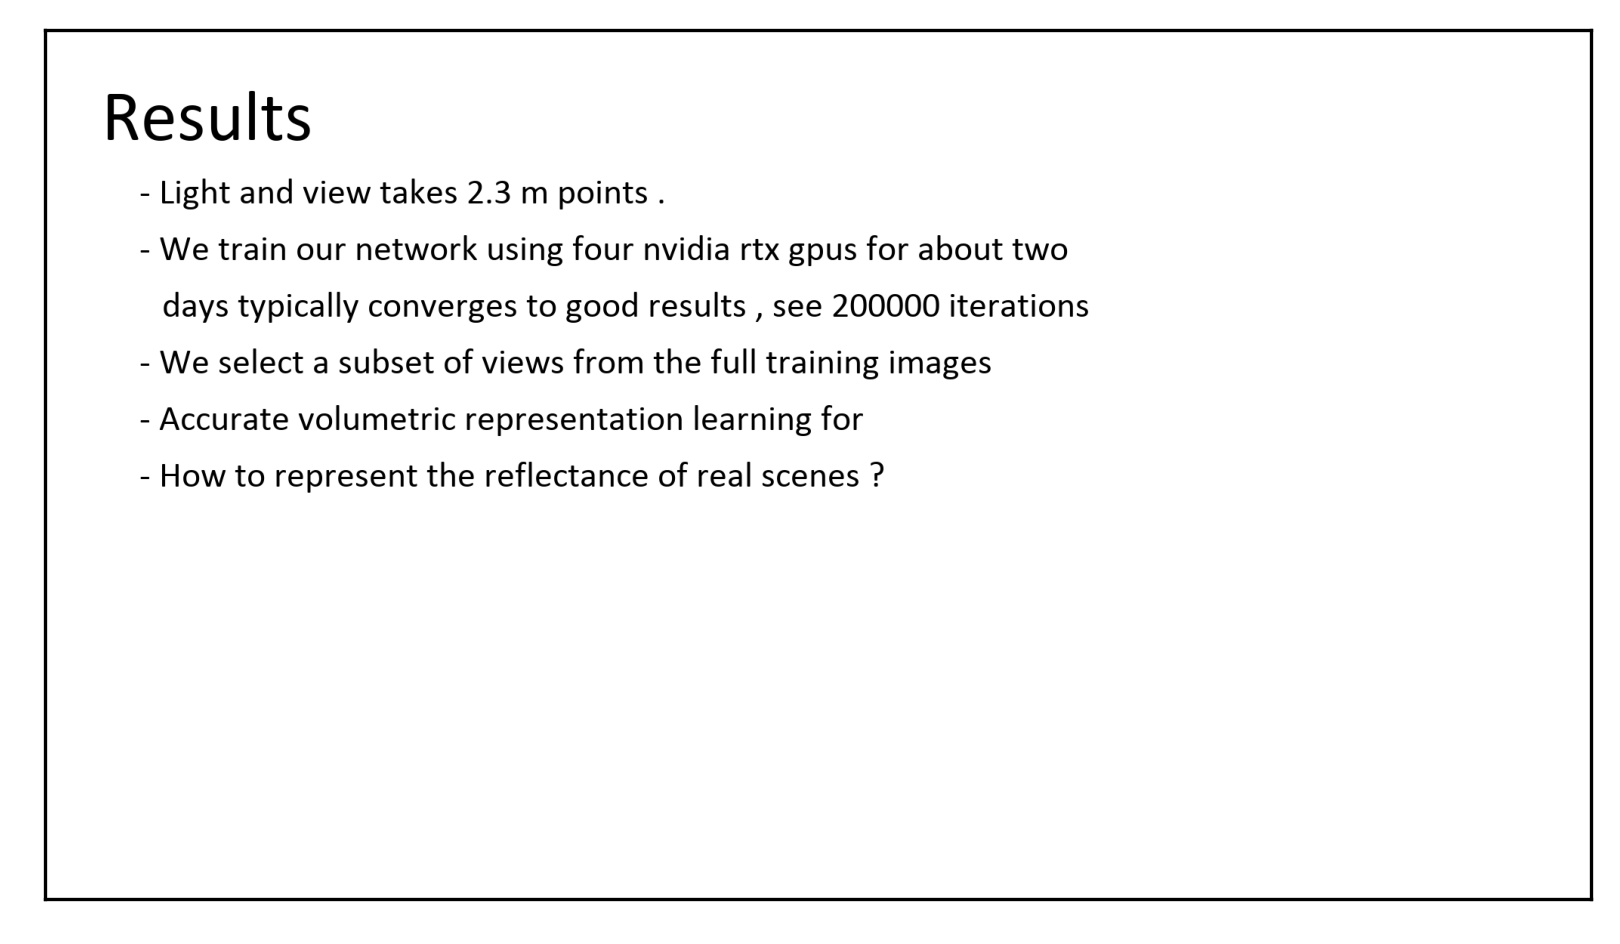 Results
- Light and view takes 2.3 m points .
- We train our network using four nvidia rtx gpus for about two
days typically converges to good results , see 200000 iterations
- We select a subset of views from the full training images
- Accurate volumetric representation learning for
- How to represent the reflectance of real scenes ?